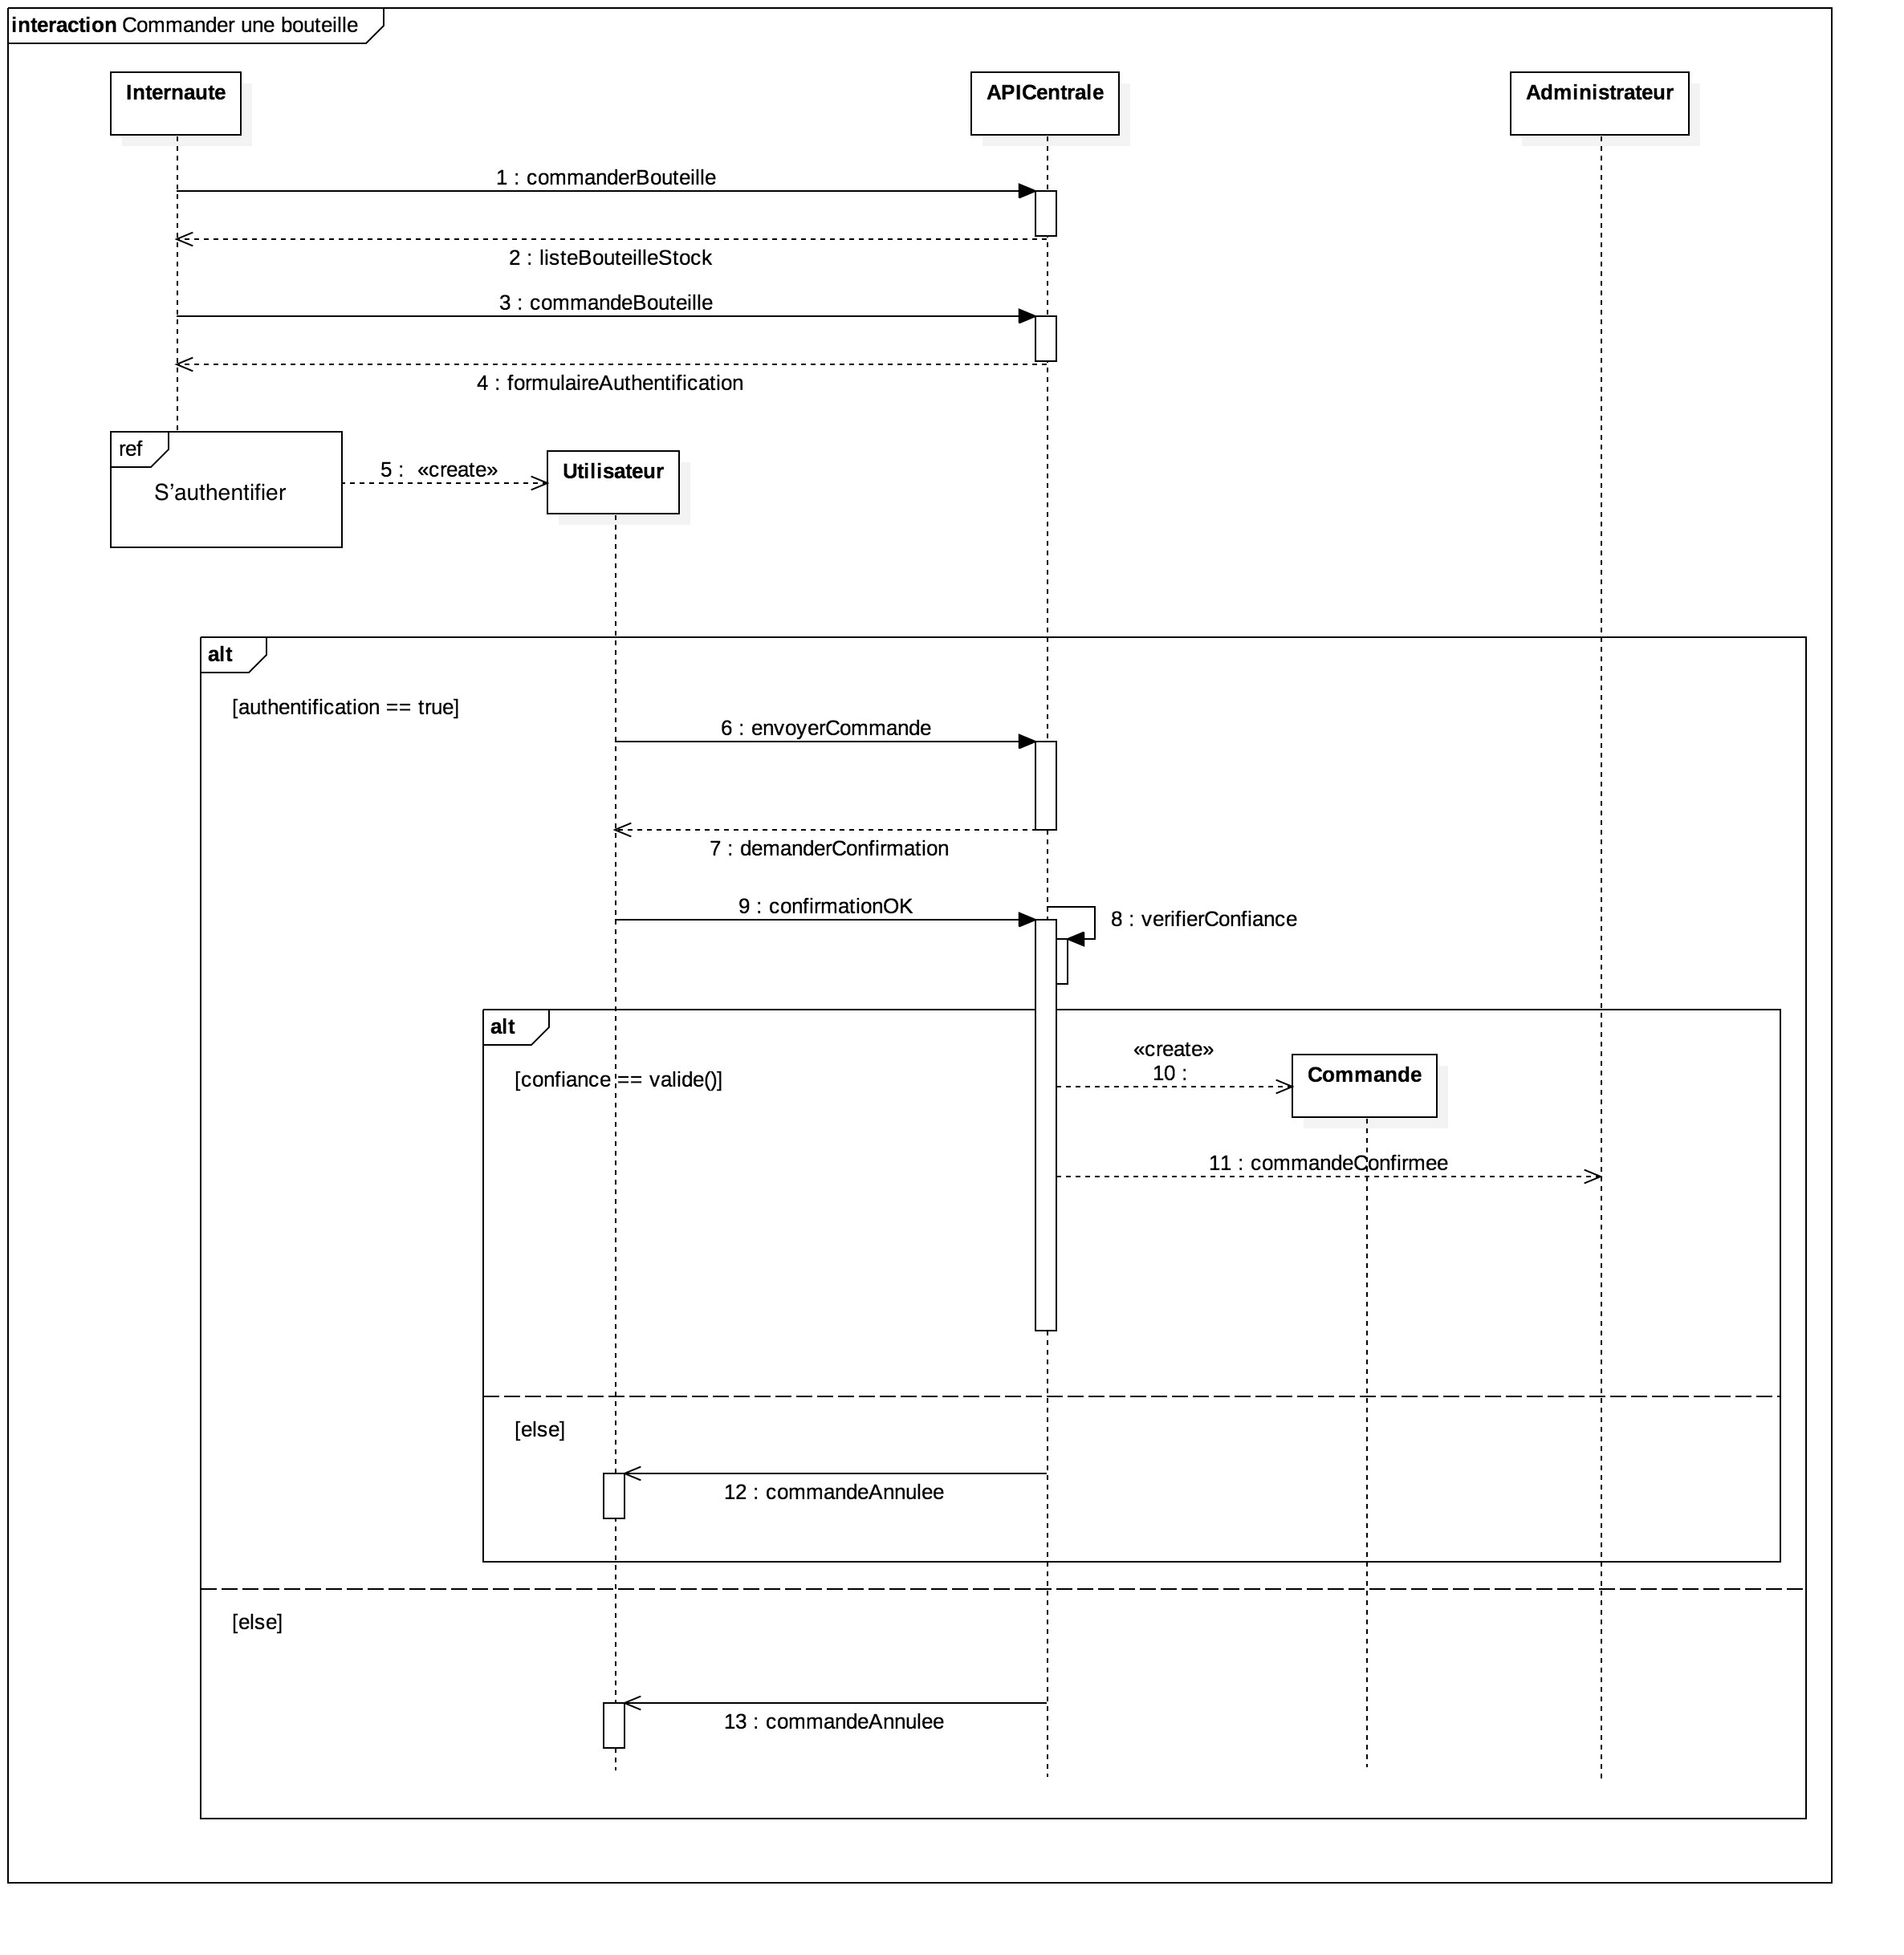 interaction Commander une bouteille
Internaute
APICentrale
Administrateur
1 : commanderBouteille
2 : listeBouteilleStock
3 : commandeBouteille
4 : formulaireAuthentification
ref
S’authentifier
5 : «create»
Utilisateur
alt
[authentification == true]
6 : envoyerCommande
7 : demanderConfirmation
9 : confirmationOK
8 : verifierConfiance
alt
[confiance == valide()]
«create»
10 :
Commande
11 : commandeConfirmee
[else]
12 : commandeAnnulee
[else]
13 : commandeAnnulee